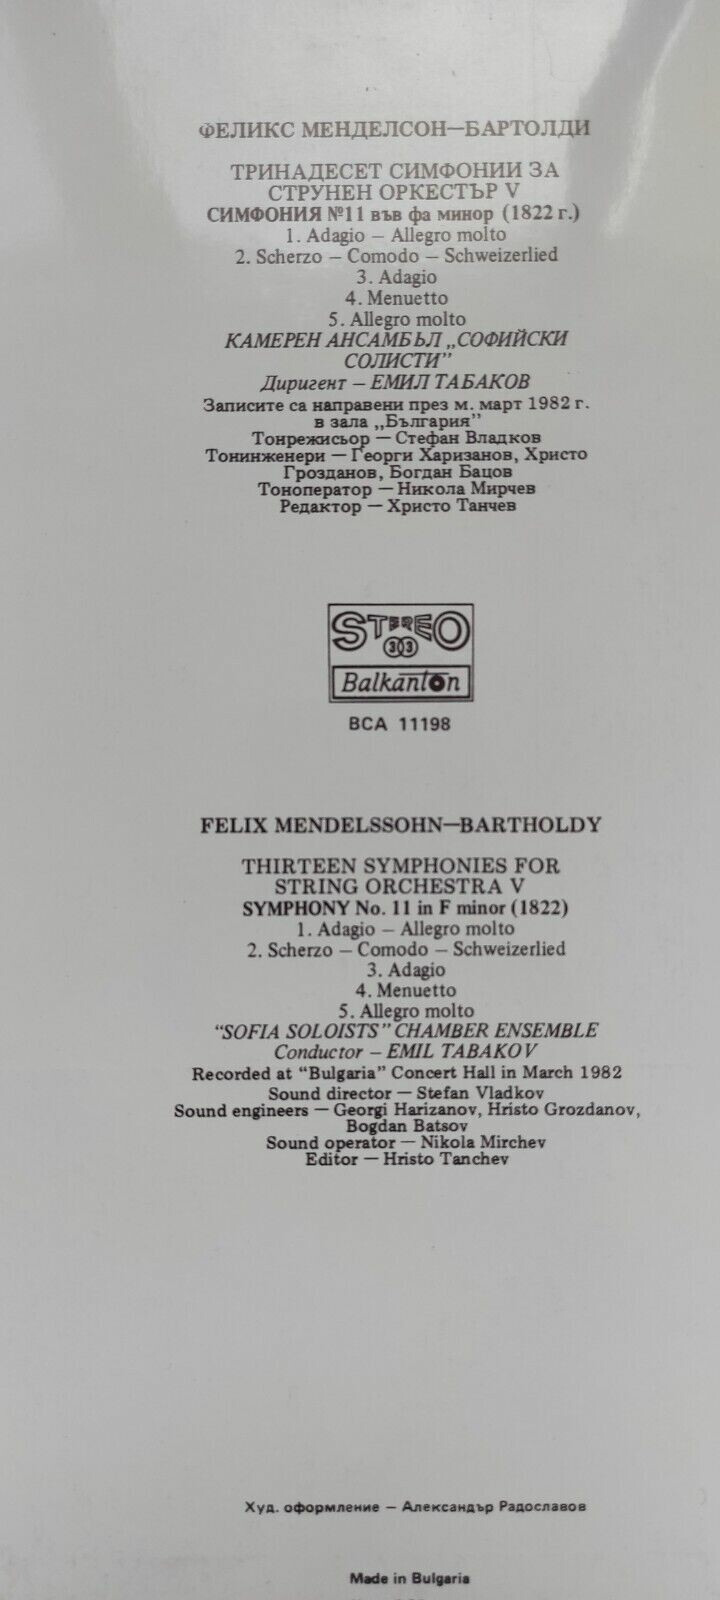 ФЕЛИКС МЕНДЕЛСОН—БАРТОЛДИ
ТРИНАДЕСЕТ СИМФОНИИ ЗА
СТРУНЕН ОРКЕСТЪР V
СИМФОНИЯ №11 във фа минор (1822 г.)
1. Adagio – Allegro molto
2. Scherzo – Comodo – Schweizerlied
3. Adagio
4. Menuetto
5. Allegro molto
КАМЕРЕН АНСАМБЪЛ „СОФИЙСКИ
СОЛИСТИ”
Диригент – ЕМИЛ ТАБАКОВ
Записите са направени през м. март 1982 г.
в зала „България”
Тонрежисьор — Стефан Владков
Тонинженери — Георги Харизанов, Христо
Грозданов, Богдан Бацов
Тоноператор — Никола Мирчев
Редактор — Христо Танчев
STEREO
33
Balkanton
BCA 11198
FELIX MENDELSSOHN—BARTHOLDY
THIRTEEN SYMPHONIES FOR
STRING ORCHESTRA V
SYMPHONY No. 11 in F minor (1822)
1. Adagio – Allegro molto
2. Scherzo – Comodo – Schweizerlied
3. Adagio
4. Menuetto
5. Allegro molto
“SOFIA SOLOISTS” CHAMBER ENSEMBLE
Conductor – EMIL TABAKOV
Recorded at “Bulgaria” Concert Hall in March 1982
Sound director — Stefan Vladkov
Sound engineers — Georgi Harizanov, Hristo Grozdanov,
Bogdan Batsov
Sound operator — Nikola Mirchev
Editor — Hristo Tanchev
Худ. оформление – Александър Радославов
Made in Bulgaria